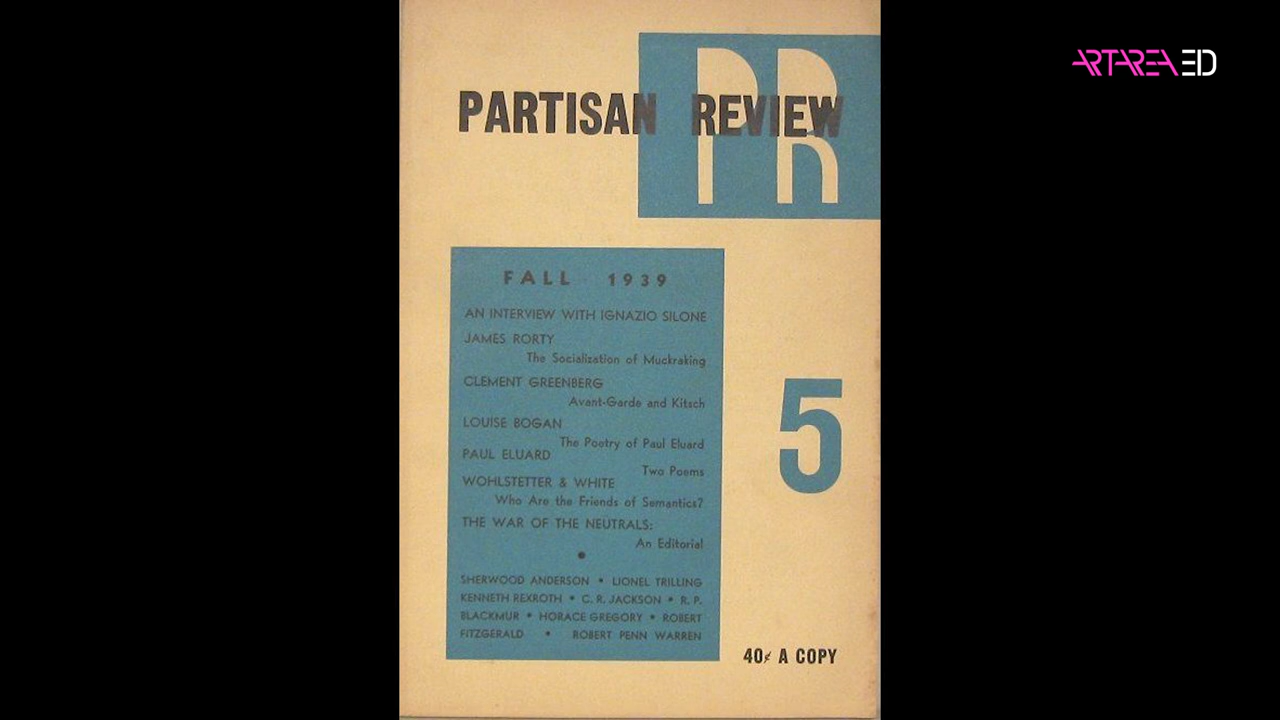 ARTAREA ED
PR
PARTISAN REVIEW
FALL 1939
AN INTERVIEW WITH IGNAZIO SILONE
JAMES RORTY
The Socialization of Muckraking
CLEMENT GREENBERG
Avant-Garde and Kitsch
LOUISE BOGAN
The Poetry of Paul Eluard
PAUL ELUARD
Two Poems
WOHLSTETTER & WHITE
Who Are the Friends of Semantics?
THE WAR OF THE NEUTRALS:
An Editorial
•
SHERWOOD ANDERSON • LIONEL TRILLING
KENNETH REXROTH • C. R. JACKSON • R. P.
BLACKMUR • HORACE GREGORY • ROBERT
FITZGERALD • ROBERT PENN WARREN
5
40¢ A COPY